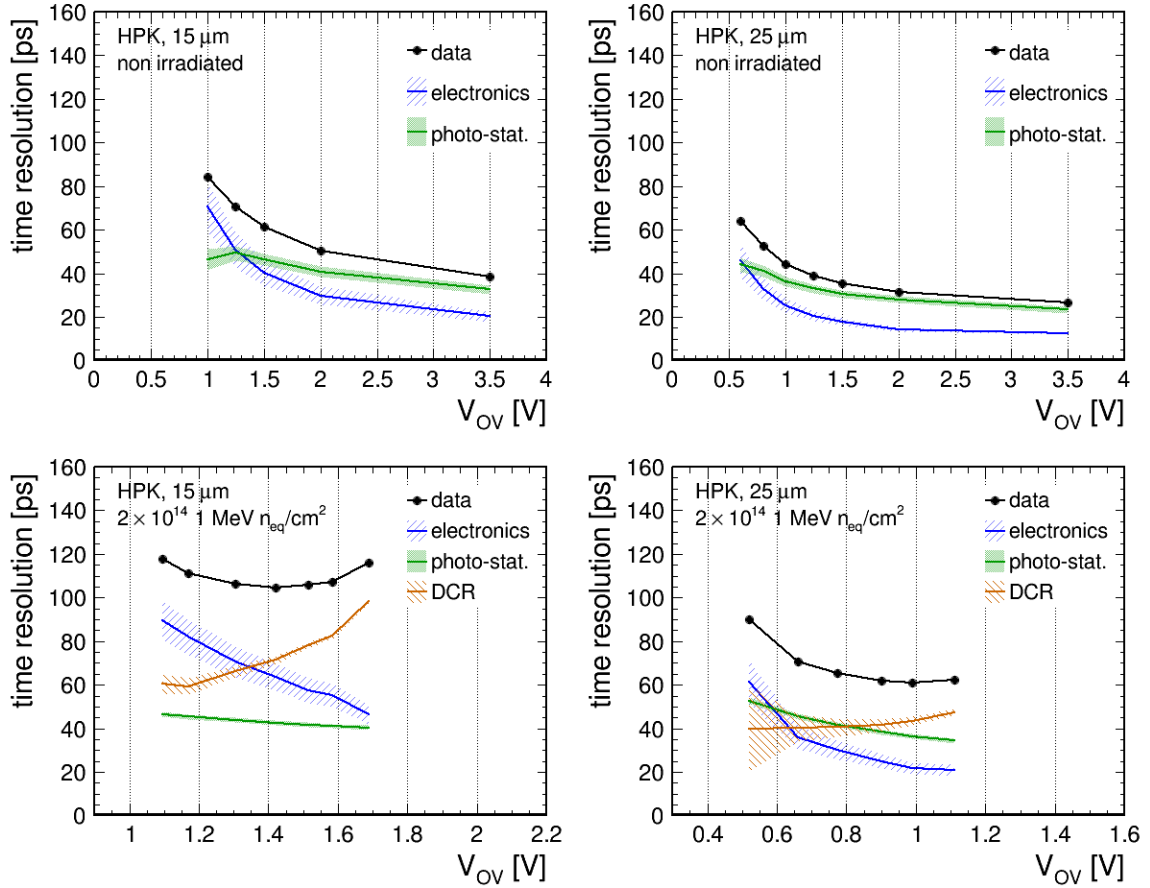 time resolution [ps]
160
140
120
100
80
60
40
20
0
HPK, 15 μm
non irradiated
data
electronics
photo-stat.
0 0.5 1 1.5 2 2.5 3 3.5 4
V_OV [V]
time resolution [ps]
160
140
120
100
80
60
40
20
0
HPK, 25 μm
non irradiated
data
electronics
photo-stat.
0 0.5 1 1.5 2 2.5 3 3.5 4
V_OV [V]
time resolution [ps]
160
140
120
100
80
60
40
20
0
HPK, 15 μm
2 × 10^14 1 MeV n_eq/cm²
data
electronics
photo-stat.
DCR
1 1.2 1.4 1.6 1.8 2 2.2
V_OV [V]
time resolution [ps]
160
140
120
100
80
60
40
20
0
HPK, 25 μm
2 × 10^14 1 MeV n_eq/cm²
data
electronics
photo-stat.
DCR
0.4 0.6 0.8 1 1.2 1.4 1.6
V_OV [V]